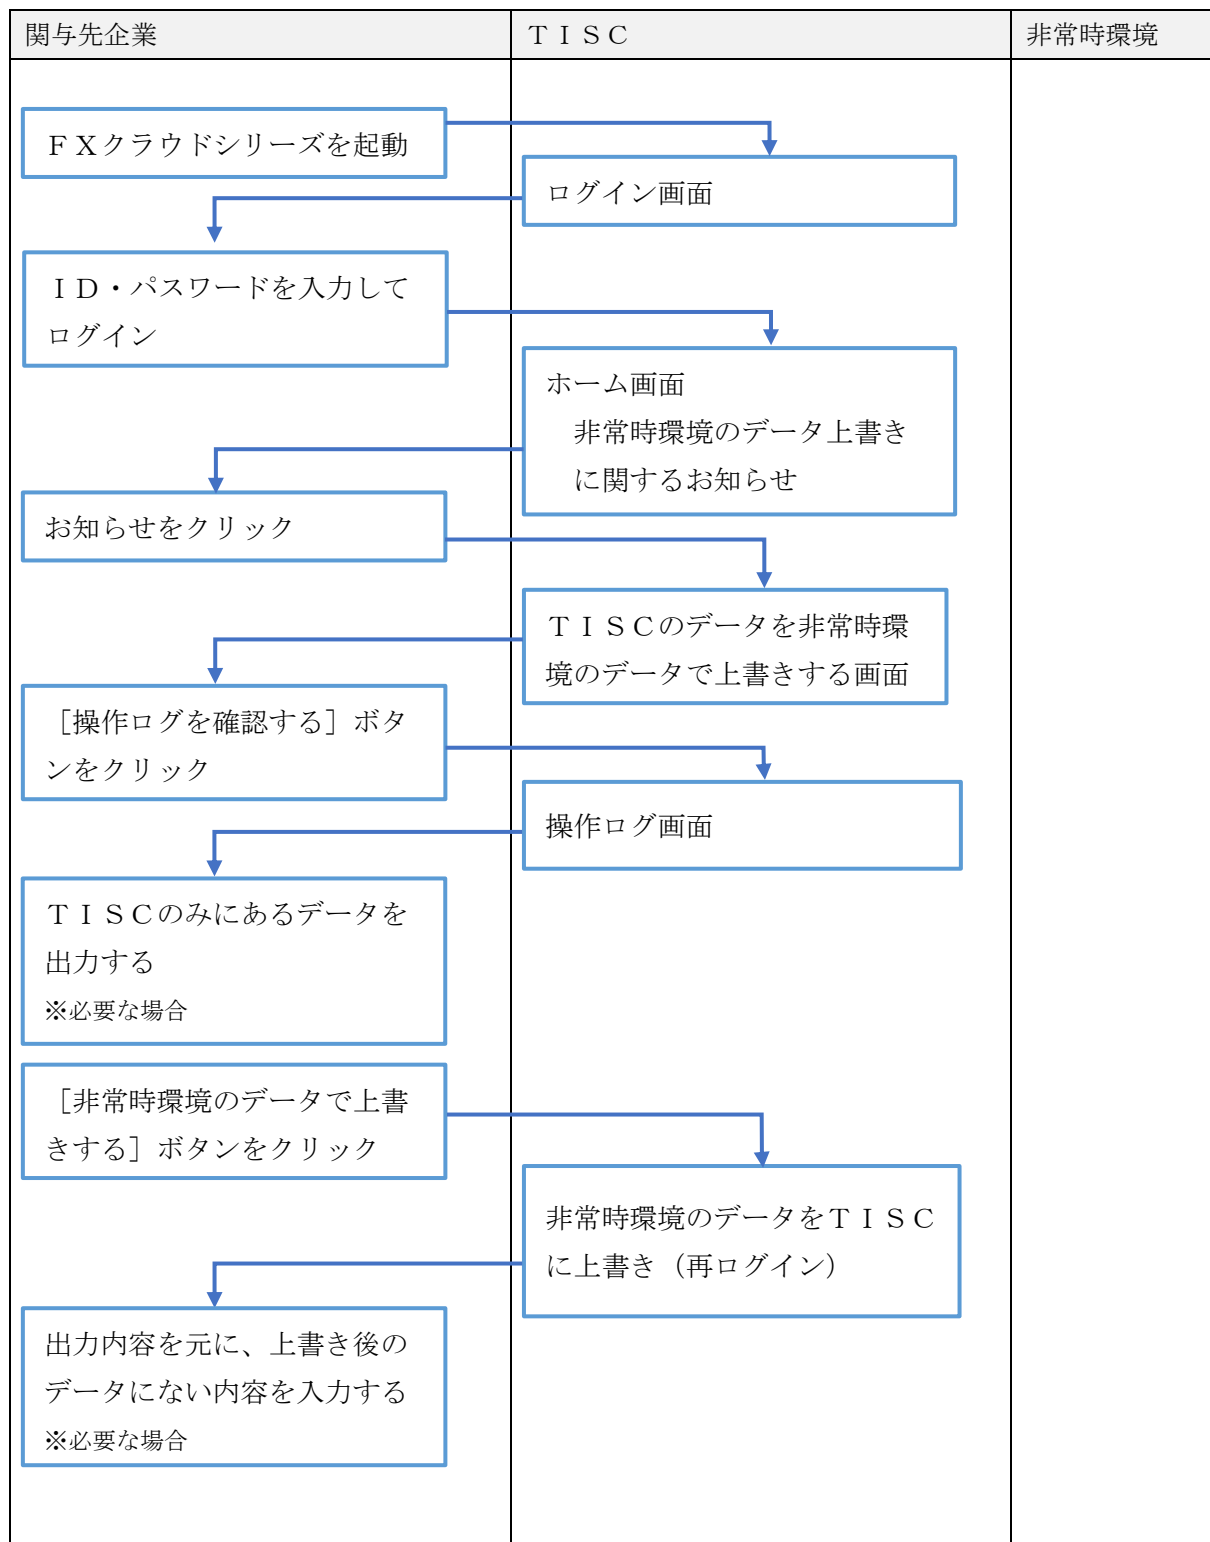 関与先企業
ＴＩＳＣ
非常時環境
ＦＸクラウドシリーズを起動
ログイン画面
ＩＤ・パスワードを入力して
ログイン
ホーム画面
非常時環境のデータ上書き
に関するお知らせ
お知らせをクリック
ＴＩＳＣのデータを非常時環
境のデータで上書きする画面
［操作ログを確認する］ボタ
ンをクリック
操作ログ画面
ＴＩＳＣのみにあるデータを
出力する
※必要な場合
［非常時環境のデータで上書
きする］ボタンをクリック
非常時環境のデータをＴＩＳＣ
に上書き（再ログイン）
出力内容を元に、上書き後の
データにない内容を入力する
※必要な場合